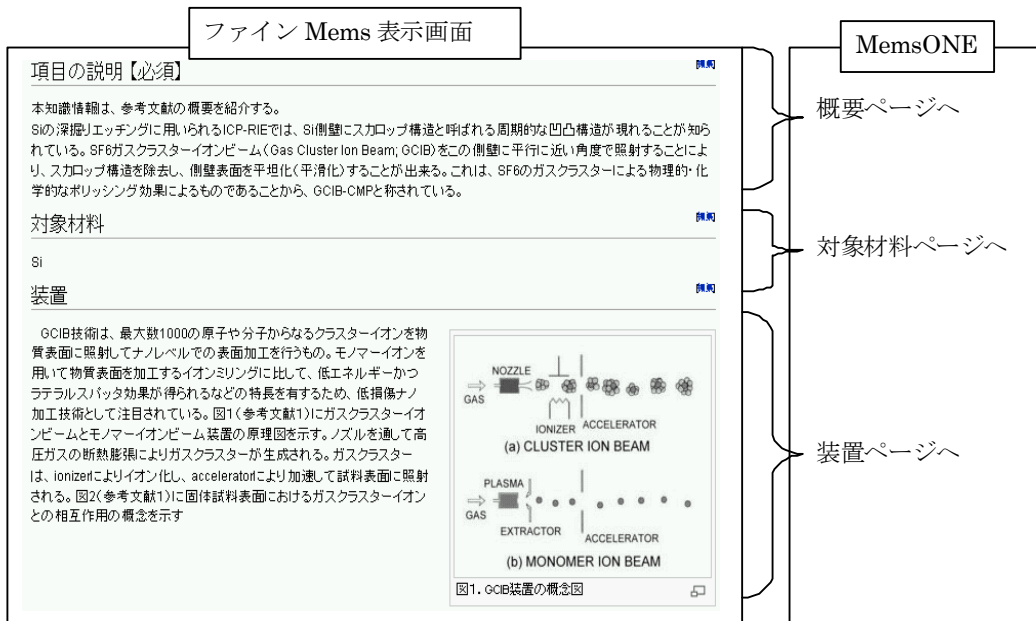 ファイン Mems 表示画面
MemsONE
項目の説明【必須】
[編集]
本知識情報は、参考文献の概要を紹介する。
Siの深掘りエッチングに用いられるICP-RIEでは、Si側壁にスカロップ構造と呼ばれる周期的な凹凸構造が現れることが知ら
れている。SF6ガスクラスターイオンビーム(Gas Cluster Ion Beam; GCIB)をこの側壁に平行に近い角度で照射することによ
り、スカロップ構造を除去し、側壁表面を平坦化(平滑化)することが出来る。これは、SF6のガスクラスターによる物理的・化
学的なポリッシング効果によるものであることから、GCIB-CMPと称されている。
概要ページへ
対象材料
[編集]
Si
対象材料ページへ
装置
[編集]
GCIB技術は、最大数1000の原子や分子からなるクラスターイオンを物
質表面に照射してナノレベルでの表面加工を行うもの。モノマーイオンを
用いて物質表面を加工するイオンミリングに比して、低エネルギーかつ
ラテラルスパッタ効果が得られるなどの特長を有するため、低損傷ナノ
加工技術として注目されている。図1(参考文献1)にガスクラスターイオ
ンビームとモノマーイオンビーム装置の原理図を示す。ノズルを通して高
圧ガスの断熱膨張によりガスクラスターが生成される。ガスクラスター
は、ionizerによりイオン化し、acceleratorにより加速して試料表面に照射
される。図2(参考文献1)に固体試料表面におけるガスクラスターイオン
との相互作用の概念を示す
NOZZLE
GAS
IONIZER
ACCELERATOR
(a) CLUSTER ION BEAM
PLASMA
GAS
EXTRACTOR
ACCELERATOR
(b) MONOMER ION BEAM
図1. GCIB装置の概念図
装置ページへ